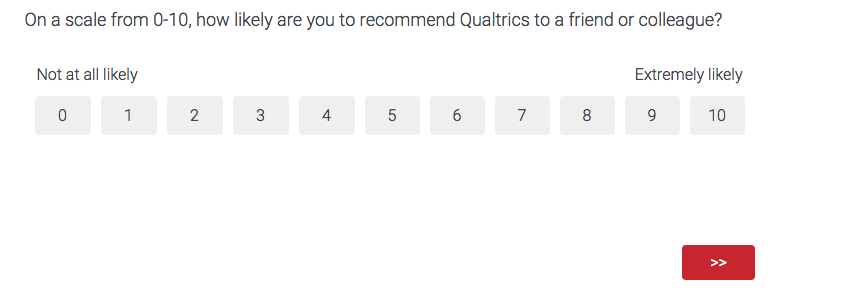 On a scale from 0-10, how likely are you to recommend Qualtrics to a friend or colleague?
Not at all likely Extremely likely
0 1 2 3 4 5 6 7 8 9 10
>>